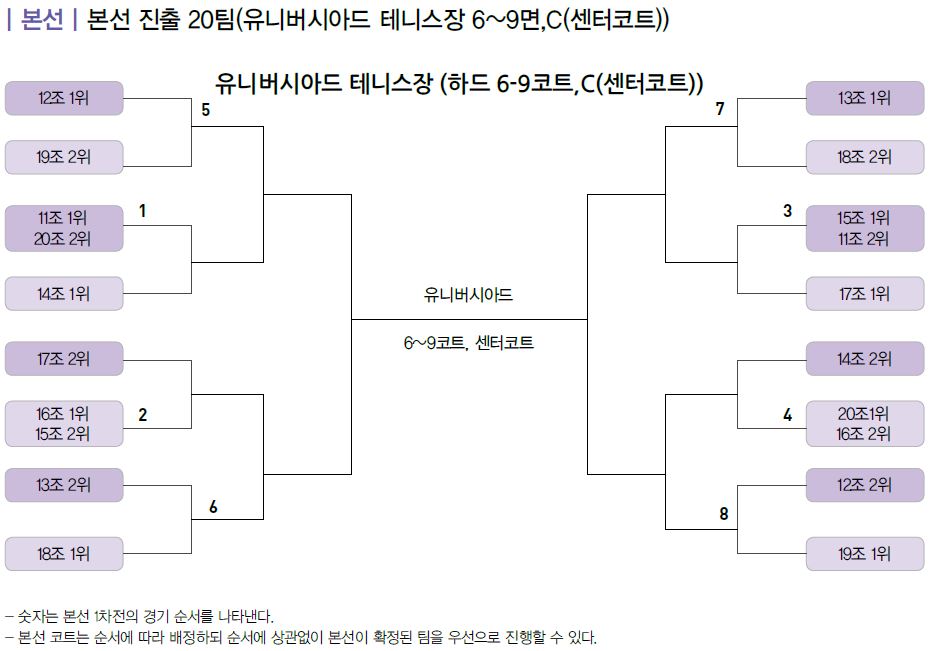 | 본선 | 본선 진출 20팀(유니버시아드 테니스장 6~9면,C(센터코트))
유니버시아드 테니스장 (하드 6-9코트,C(센터코트))
12조 1위
5
19조 2위
11조 1위
20조 2위
1
14조 1위
17조 2위
16조 1위
15조 2위
2
13조 2위
6
18조 1위
유니버시아드
6~9코트, 센터코트
7
13조 1위
18조 2위
3
15조 1위
11조 2위
17조 1위
14조 2위
4
20조1위
16조 2위
12조 2위
8
19조 1위
- 숫자는 본선 1차전의 경기 순서를 나타낸다.
- 본선 코트는 순서에 따라 배정하되 순서에 상관없이 본선이 확정된 팀을 우선으로 진행할 수 있다.